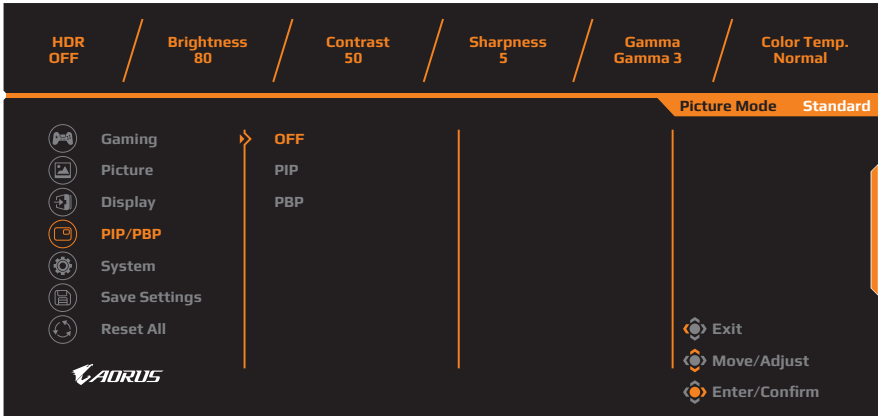 HDR Brightness Contrast Sharpness Gamma Color Temp.
OFF 80 50 5 Gamma 3 Normal
Picture Mode Standard
Gaming OFF
Picture PIP
Display PBP
PIP/PBP
System
Save Settings
Reset All
Exit
AORUS Move/Adjust
Enter/Confirm